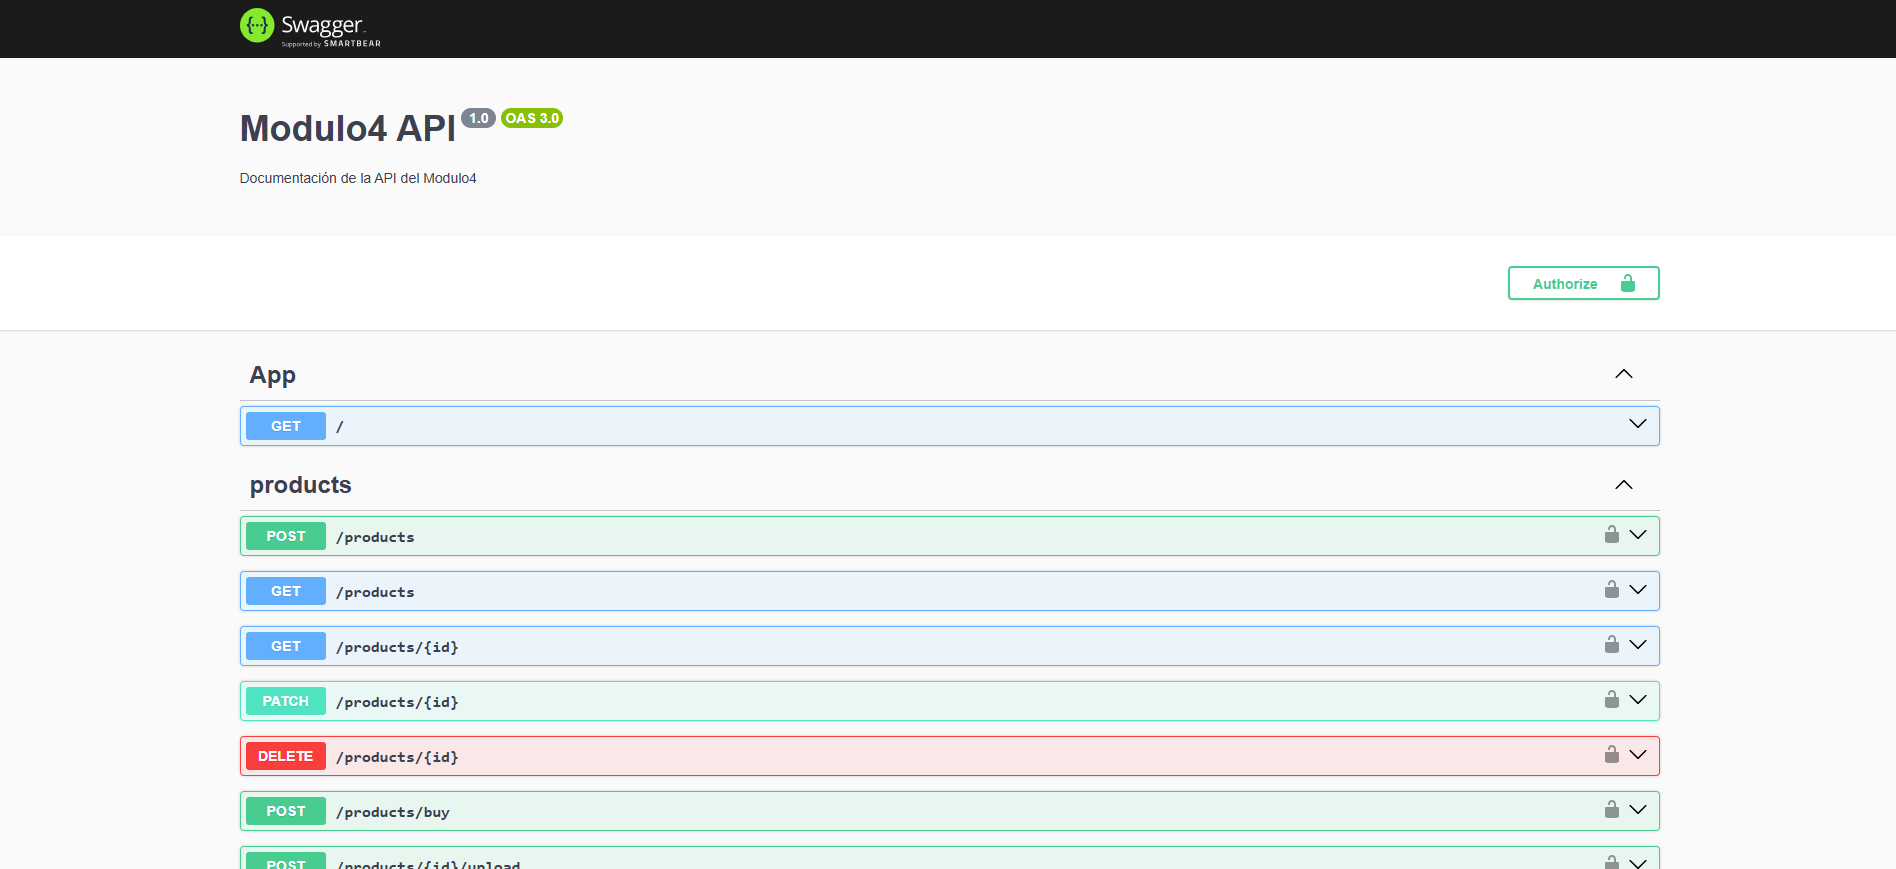 {···} Swagger
Supported by SMARTBEAR
Modulo4 API 1.0 OAS 3.0
Documentación de la API del Modulo4
Authorize
App
GET /
products
POST /products
GET /products
GET /products/{id}
PATCH /products/{id}
DELETE /products/{id}
POST /products/buy
POST /products/{id}/upload